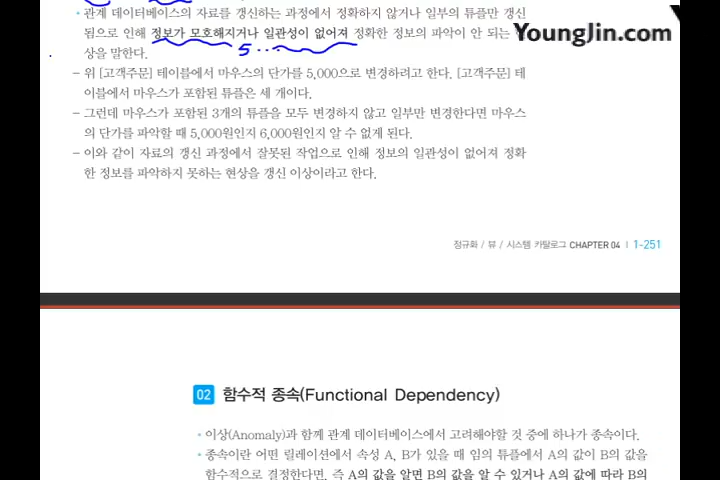 YoungJin.com
• 관계 데이터베이스의 자료를 갱신하는 과정에서 정확하지 않거나 일부의 튜플만 갱신
됨으로 인해 정보가 모호해지거나 일관성이 없어져 정확한 정보의 파악이 안 되는
5 ...
상을 말한다.
- 위 [고객주문] 테이블에서 마우스의 단가를 5,000으로 변경하려고 한다. [고객주문] 테
이블에서 마우스가 포함된 튜플은 세 개이다.
- 그런데 마우스가 포함된 3개의 튜플을 모두 변경하지 않고 일부만 변경한다면 마우스
의 단가를 파악할 때 5,000원인지 6,000원인지 알 수 없게 된다.
- 이와 같이 자료의 갱신 과정에서 잘못된 작업으로 인해 정보의 일관성이 없어져 정확
한 정보를 파악하지 못하는 현상을 갱신 이상이라고 한다.
정규화 / 뷰 / 시스템 카탈로그 CHAPTER 04 | 1-251
02 함수적 종속(Functional Dependency)
• 이상(Anomaly)과 함께 관계 데이터베이스에서 고려해야할 것 중에 하나가 종속이다.
• 종속이란 어떤 릴레이션에서 속성 A, B가 있을 때 임의 튜플에서 A의 값이 B의 값을
함수적으로 결정한다면, 즉 A의 값을 알면 B의 값을 알 수 있거나 A의 값에 따라 B의